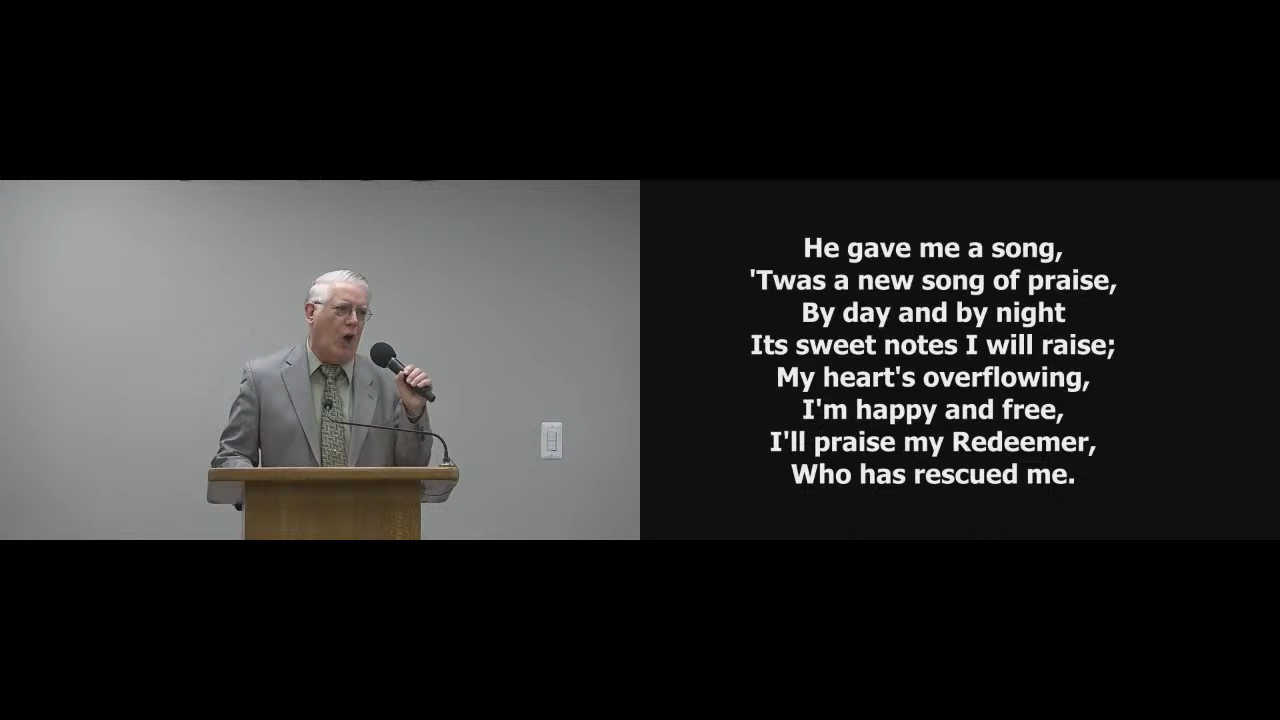 He gave me a song,
'Twas a new song of praise,
By day and by night
Its sweet notes I will raise;
My heart's overflowing,
I'm happy and free,
I'll praise my Redeemer,
Who has rescued me.